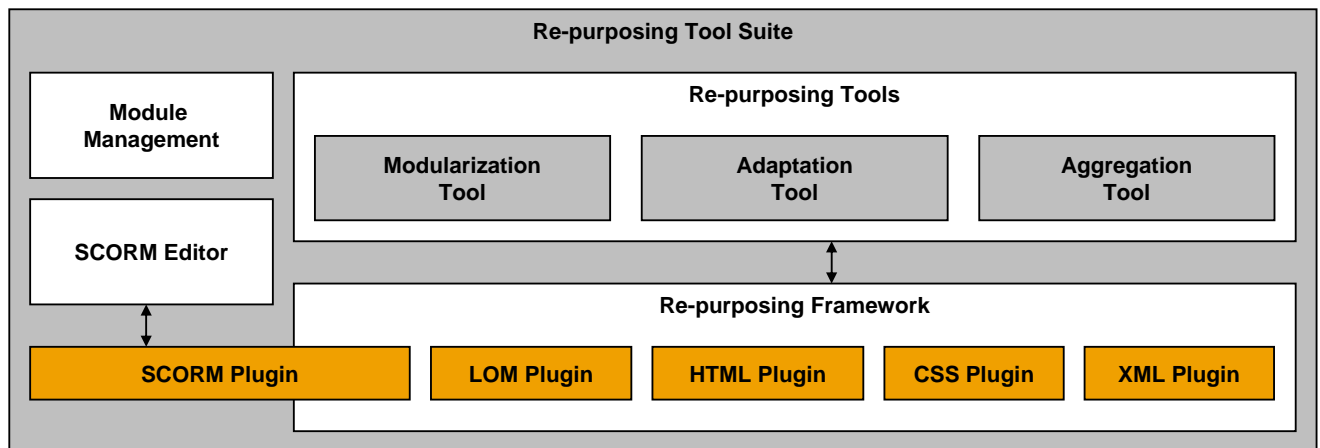 Re-purposing Tool Suite
Module
Management
SCORM Editor
Re-purposing Tools
Modularization
Tool
Adaptation
Tool
Aggregation
Tool
Re-purposing Framework
SCORM Plugin
LOM Plugin
HTML Plugin
CSS Plugin
XML Plugin